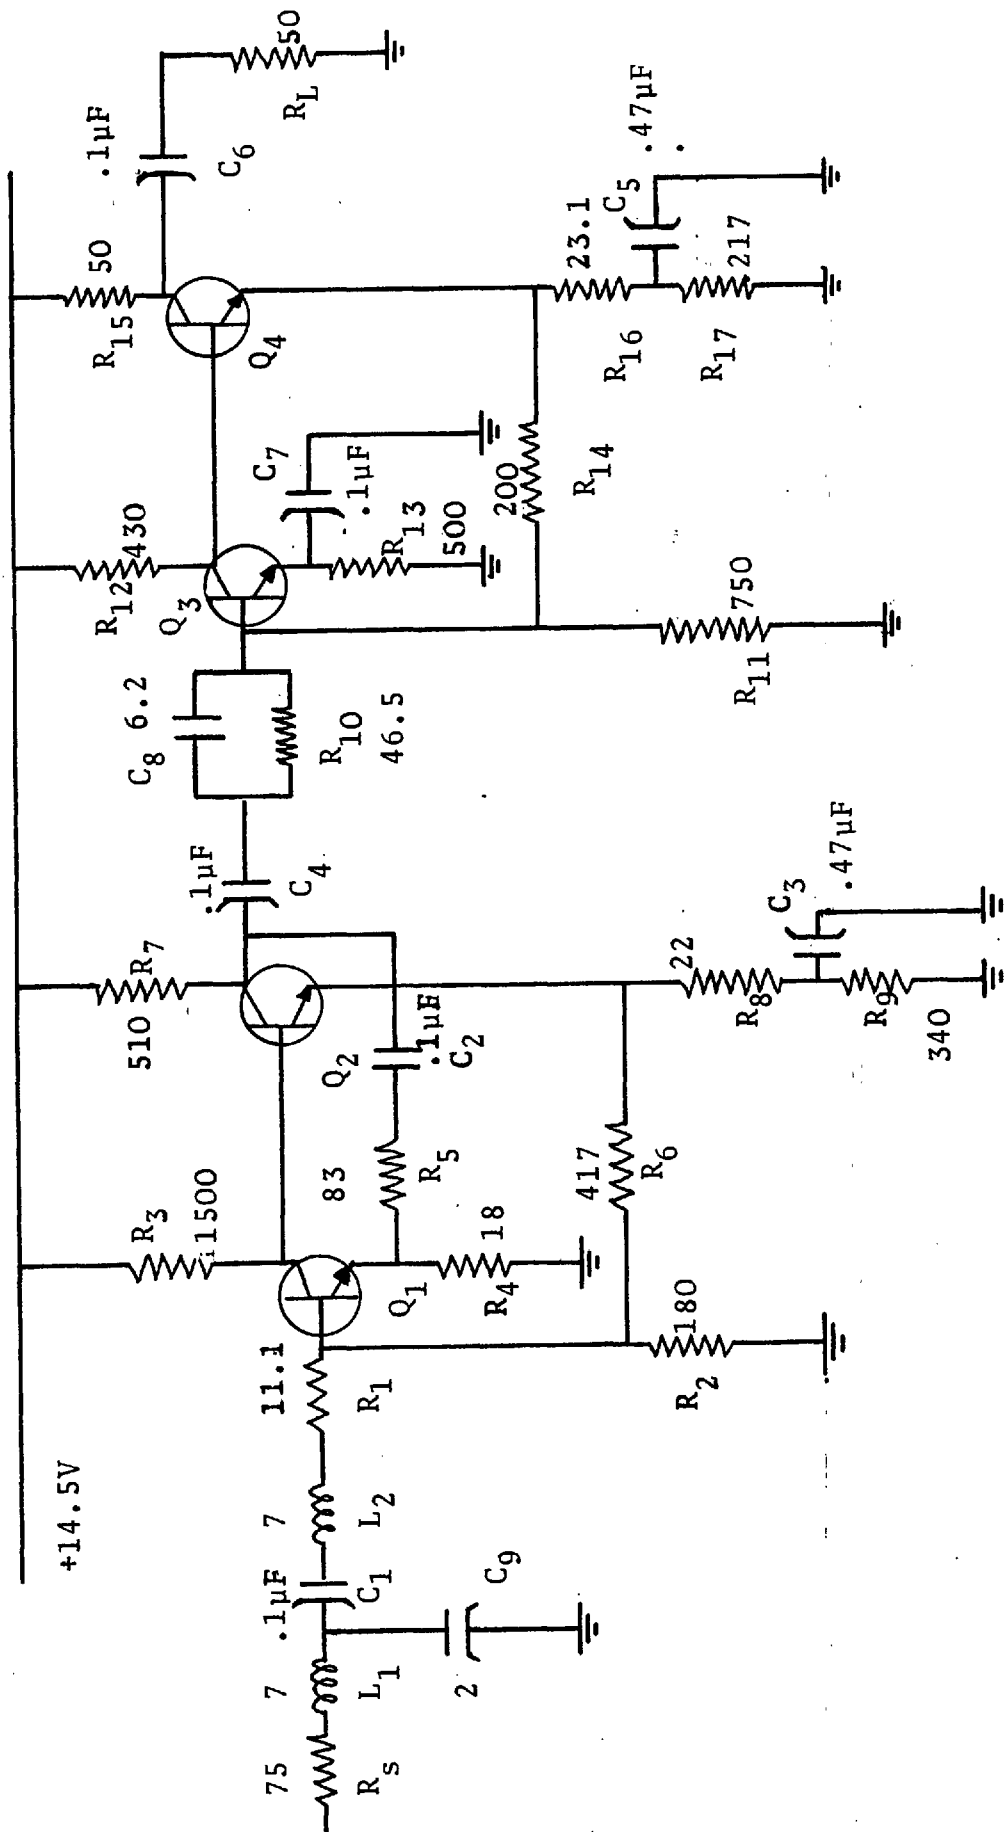 +14.5V
75
R_s
7
L_1
.1µF
C_1
2
C_9
7
L_2
11.1
R_1
R_2
180
R_3
1500
Q_1
R_4
18
83
R_5
417
R_6
Q_2
.1µF
C_2
510
R_7
22
R_8
R_9
340
C_3
.47µF
.1µF
C_4
C_8
6.2
R_10
46.5
R_11
750
R_12
430
Q_3
C_7
.1µF
R_13
500
200
R_14
R_15
50
Q_4
R_16
23.1
R_17
217
C_5
.47µF
.1µF
C_6
R_L
50